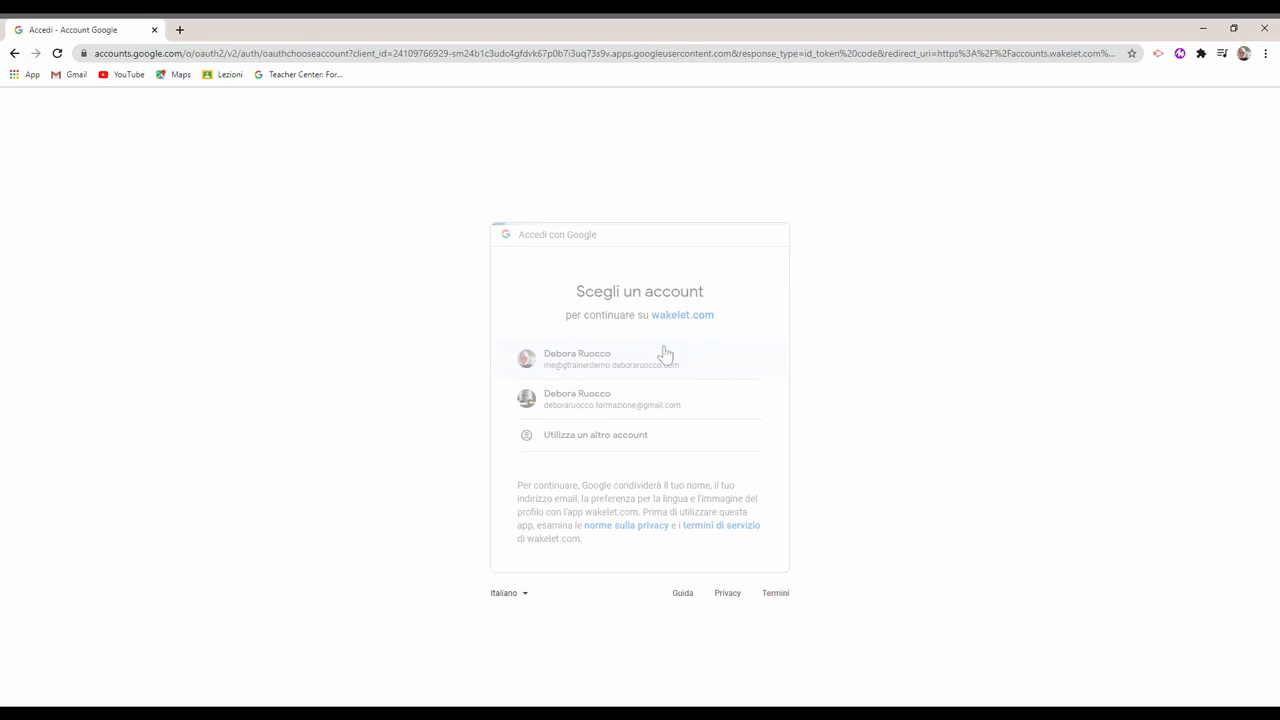 Accedi - Account Google
accounts.google.com/o/oauth2/v2/auth/oauthchooseaccount?client_id=24109766929-sm24b1c3udc4gfdvk67p0b7i3uq73s9v.apps.googleusercontent.com&response_type=id_token%20code&redirect_uri=https%3A%2F%2Faccounts.wakelet.com%...
App Gmail YouTube Maps Lezioni Teacher Center: For...
Accedi con Google
Scegli un account
per continuare su wakelet.com
Debora Ruocco
me@gtrainerdemo.deboraruocco.com
Debora Ruocco
deboraruocco.formazione@gmail.com
Utilizza un altro account
Per continuare, Google condividerà il tuo nome, il tuo
indirizzo email, la preferenza per la lingua e l'immagine del
profilo con l'app wakelet.com. Prima di utilizzare questa
app, esamina le norme sulla privacy e i termini di servizio
di wakelet.com.
Italiano Guida Privacy Termini